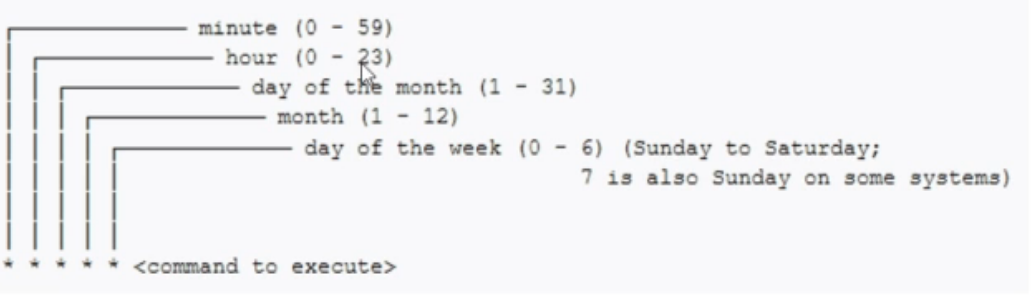 minute (0 - 59)
hour (0 - 23)
day of the month (1 - 31)
month (1 - 12)
day of the week (0 - 6) (Sunday to Saturday;
7 is also Sunday on some systems)
* * * * * <command to execute>